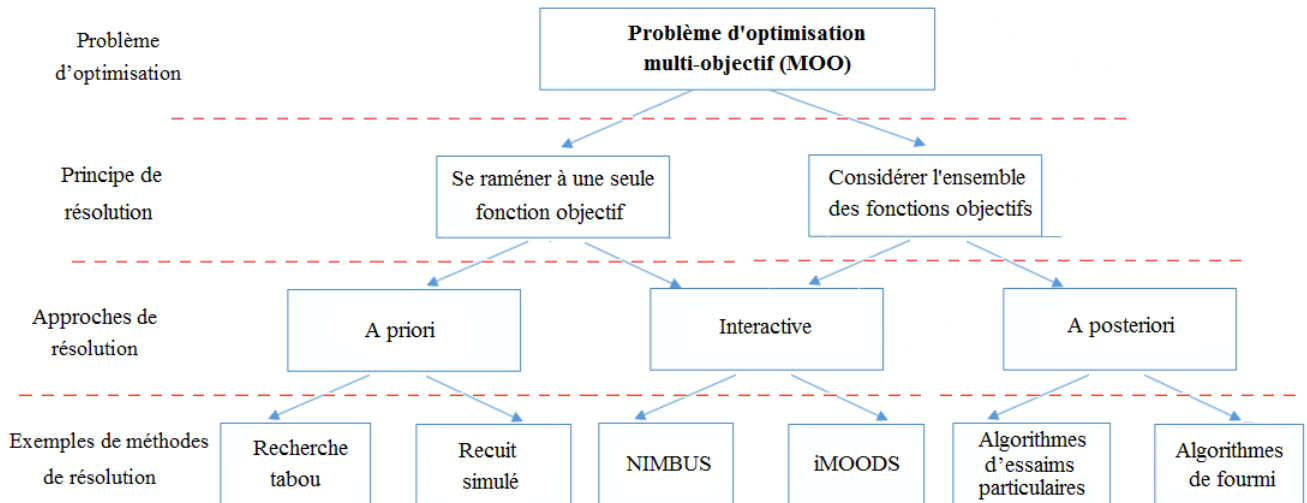 Problème
d'optimisation
Problème d'optimisation
multi-objectif (MOO)
Principe de
résolution
Se raméner à une seule
fonction objectif
Considérer l'ensemble
des fonctions objectifs
Approches de
résolution
A priori
Interactive
A posteriori
Exemples de méthodes
de résolution
Recherche
tabou
Recuit
simulé
NIMBUS
iMOODS
Algorithmes
d’essaims
particulaires
Algorithmes
de fourmi